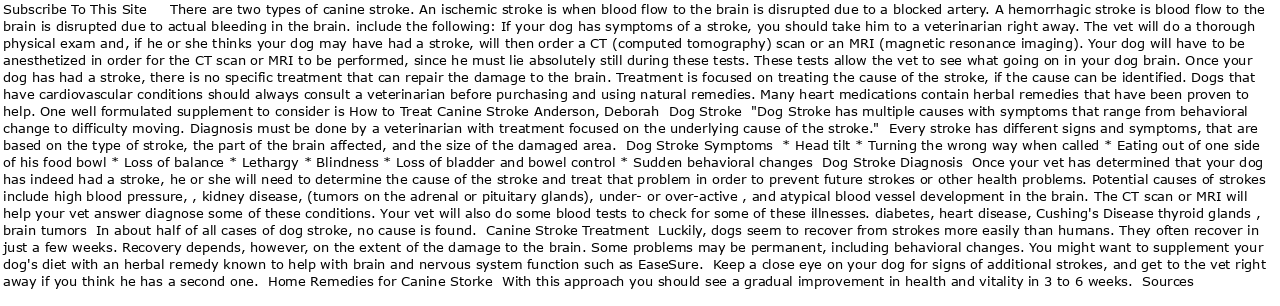 Subscribe To This Site      There are two types of canine stroke. An ischemic stroke is when blood flow to the brain is disrupted due to a blocked artery. A hemorrhagic stroke is blood flow to the
brain is disrupted due to actual bleeding in the brain. include the following: If your dog has symptoms of a stroke, you should take him to a veterinarian right away. The vet will do a thorough
physical exam and, if he or she thinks your dog may have had a stroke, will then order a CT (computed tomography) scan or an MRI (magnetic resonance imaging). Your dog will have to be
anesthetized in order for the CT scan or MRI to be performed, since he must lie absolutely still during these tests. These tests allow the vet to see what going on in your dog brain. Once your
dog has had a stroke, there is no specific treatment that can repair the damage to the brain. Treatment is focused on treating the cause of the stroke, if the cause can be identified. Dogs that
have cardiovascular conditions should always consult a veterinarian before purchasing and using natural remedies. Many heart medications contain herbal remedies that have been proven to
help. One well formulated supplement to consider is How to Treat Canine Stroke Anderson, Deborah  Dog Stroke  "Dog Stroke has multiple causes with symptoms that range from behavioral
change to difficulty moving. Diagnosis must be done by a veterinarian with treatment focused on the underlying cause of the stroke."  Every stroke has different signs and symptoms, that are
based on the type of stroke, the part of the brain affected, and the size of the damaged area.  Dog Stroke Symptoms  * Head tilt * Turning the wrong way when called * Eating out of one side
of his food bowl * Loss of balance * Lethargy * Blindness * Loss of bladder and bowel control * Sudden behavioral changes  Dog Stroke Diagnosis  Once your vet has determined that your dog
has indeed had a stroke, he or she will need to determine the cause of the stroke and treat that problem in order to prevent future strokes or other health problems. Potential causes of strokes
include high blood pressure, , kidney disease, (tumors on the adrenal or pituitary glands), under- or over-active , and atypical blood vessel development in the brain. The CT scan or MRI will
help your vet answer diagnose some of these conditions. Your vet will also do some blood tests to check for some of these illnesses. diabetes, heart disease, Cushing's Disease thyroid glands ,
brain tumors  In about half of all cases of dog stroke, no cause is found.  Canine Stroke Treatment  Luckily, dogs seem to recover from strokes more easily than humans. They often recover in
just a few weeks. Recovery depends, however, on the extent of the damage to the brain. Some problems may be permanent, including behavioral changes. You might want to supplement your
dog's diet with an herbal remedy known to help with brain and nervous system function such as EaseSure.  Keep a close eye on your dog for signs of additional strokes, and get to the vet right
away if you think he has a second one.  Home Remedies for Canine Storke  With this approach you should see a gradual improvement in health and vitality in 3 to 6 weeks.  Sources